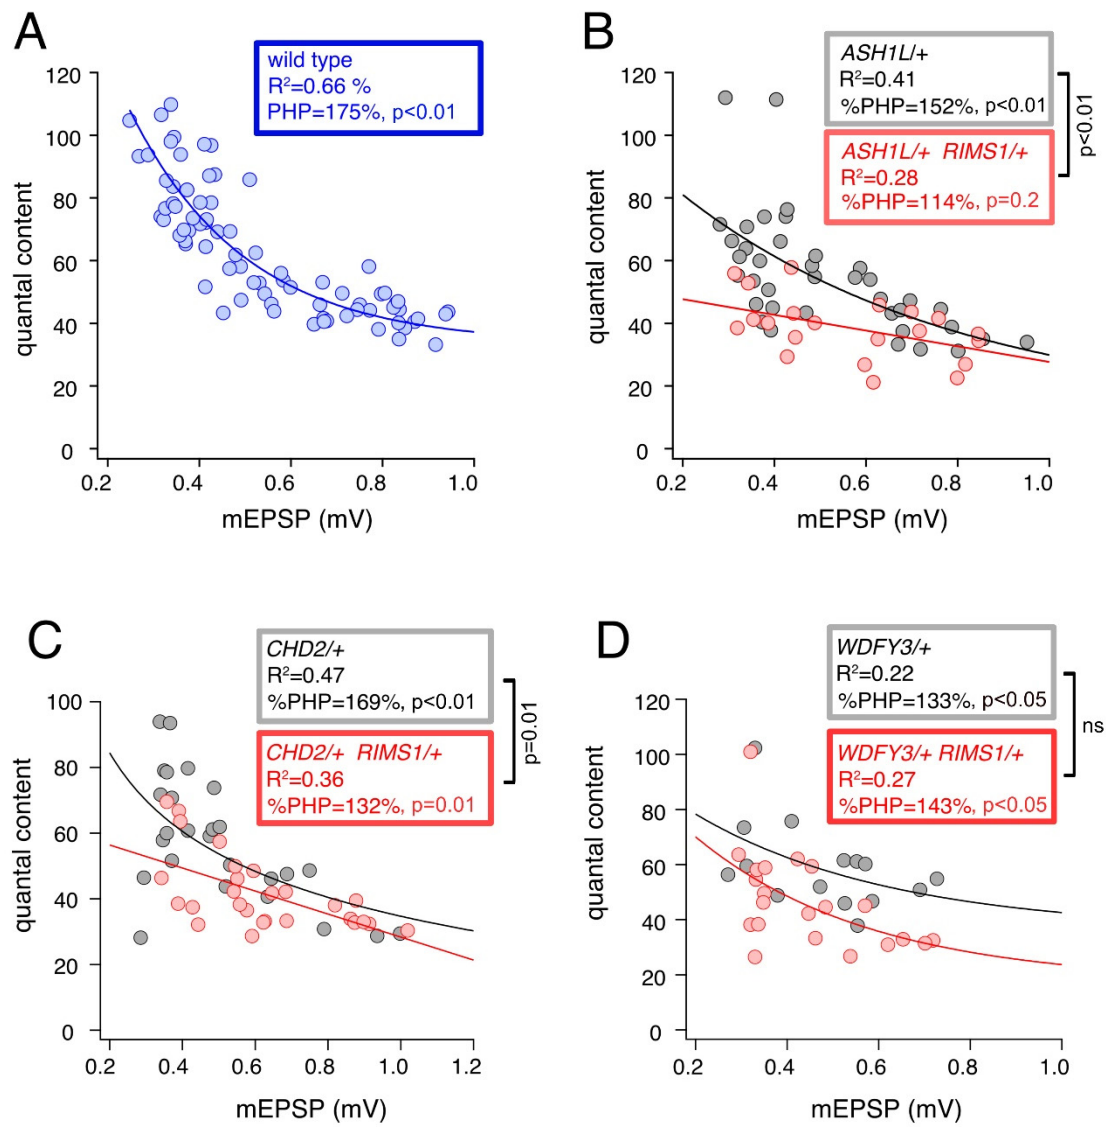 A
wild type
R²=0.66 %
PHP=175%, p<0.01
120
100
80
60
40
20
0
quantal content
0.2 0.4 0.6 0.8 1.0
mEPSP (mV)
B
ASH1L/+
R²=0.41
%PHP=152%, p<0.01
ASH1L/+ RIMS1/+
R²=0.28
%PHP=114%, p=0.2
p<0.01
120
100
80
60
40
20
0
quantal content
0.2 0.4 0.6 0.8 1.0
mEPSP (mV)
C
CHD2/+
R²=0.47
%PHP=169%, p<0.01
CHD2/+ RIMS1/+
R²=0.36
%PHP=132%, p=0.01
p=0.01
100
80
60
40
20
0
quantal content
0.2 0.4 0.6 0.8 1.0 1.2
mEPSP (mV)
D
WDFY3/+
R²=0.22
%PHP=133%, p<0.05
WDFY3/+ RIMS1/+
R²=0.27
%PHP=143%, p<0.05
ns
120
100
80
60
40
20
0
quantal content
0.2 0.4 0.6 0.8 1.0
mEPSP (mV)